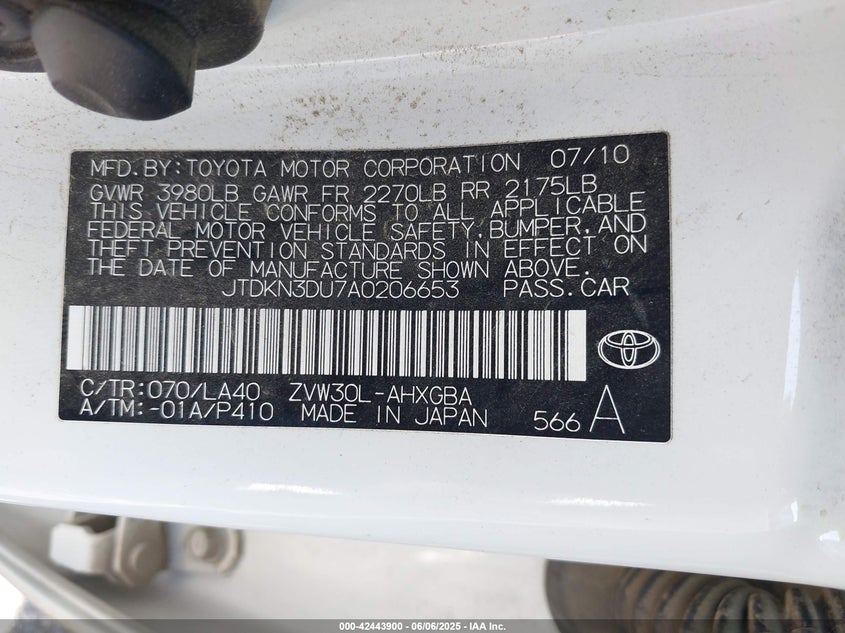 MFD.BY:TOYOTA MOTOR CORPORATION 07/10
GVWR 3980LB GAWR FR 2270LB RR 2175LB
THIS VEHICLE CONFORMS TO ALL APPLICABLE
FEDERAL MOTOR VEHICLE SAFETY,BUMPER,AND
THEFT PREVENTION STANDARDS IN EFFECT ON
THE DATE OF MANUFACTURE SHOWN ABOVE.
JTDKN3DU7A0206653 PASS.CAR
C/TR:070/LA40 ZVW30L-AHXGBA
A/TM:-01A/P410 MADE IN JAPAN 566 A
000-42443900 - 06/06/2025 - IAA Inc.